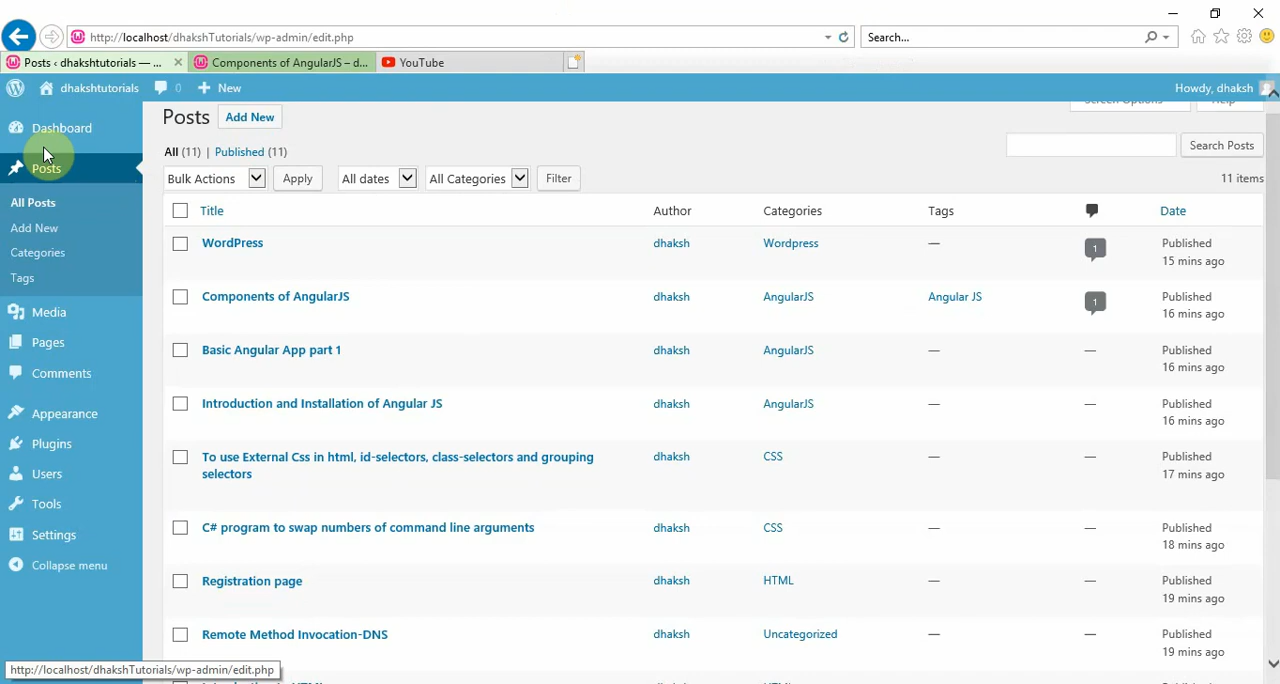 http://localhost/dhakshTutorials/wp-admin/edit.php
Search...
Posts ‹ dhakshtutorials — ...
Components of AngularJS – d...
YouTube
dhakshtutorials
0
New
Howdy, dhaksh
Dashboard
Posts
All Posts
Add New
Categories
Tags
Media
Pages
Comments
Appearance
Plugins
Users
Tools
Settings
Collapse menu
Screen Options
Help
Posts
Add New
All (11) | Published (11)
Search Posts
Bulk Actions
Apply
All dates
All Categories
Filter
11 items
Title Author Categories Tags Date
WordPress dhaksh Wordpress — 1 Published
15 mins ago
Components of AngularJS dhaksh AngularJS Angular JS 1 Published
16 mins ago
Basic Angular App part 1 dhaksh AngularJS — — Published
16 mins ago
Introduction and Installation of Angular JS dhaksh AngularJS — — Published
16 mins ago
To use External Css in html, id-selectors, class-selectors and grouping dhaksh CSS — — Published
selectors 17 mins ago
C# program to swap numbers of command line arguments dhaksh CSS — — Published
18 mins ago
Registration page dhaksh HTML — — Published
19 mins ago
Remote Method Invocation-DNS dhaksh Uncategorized — — Published
19 mins ago
http://localhost/dhakshTutorials/wp-admin/edit.php